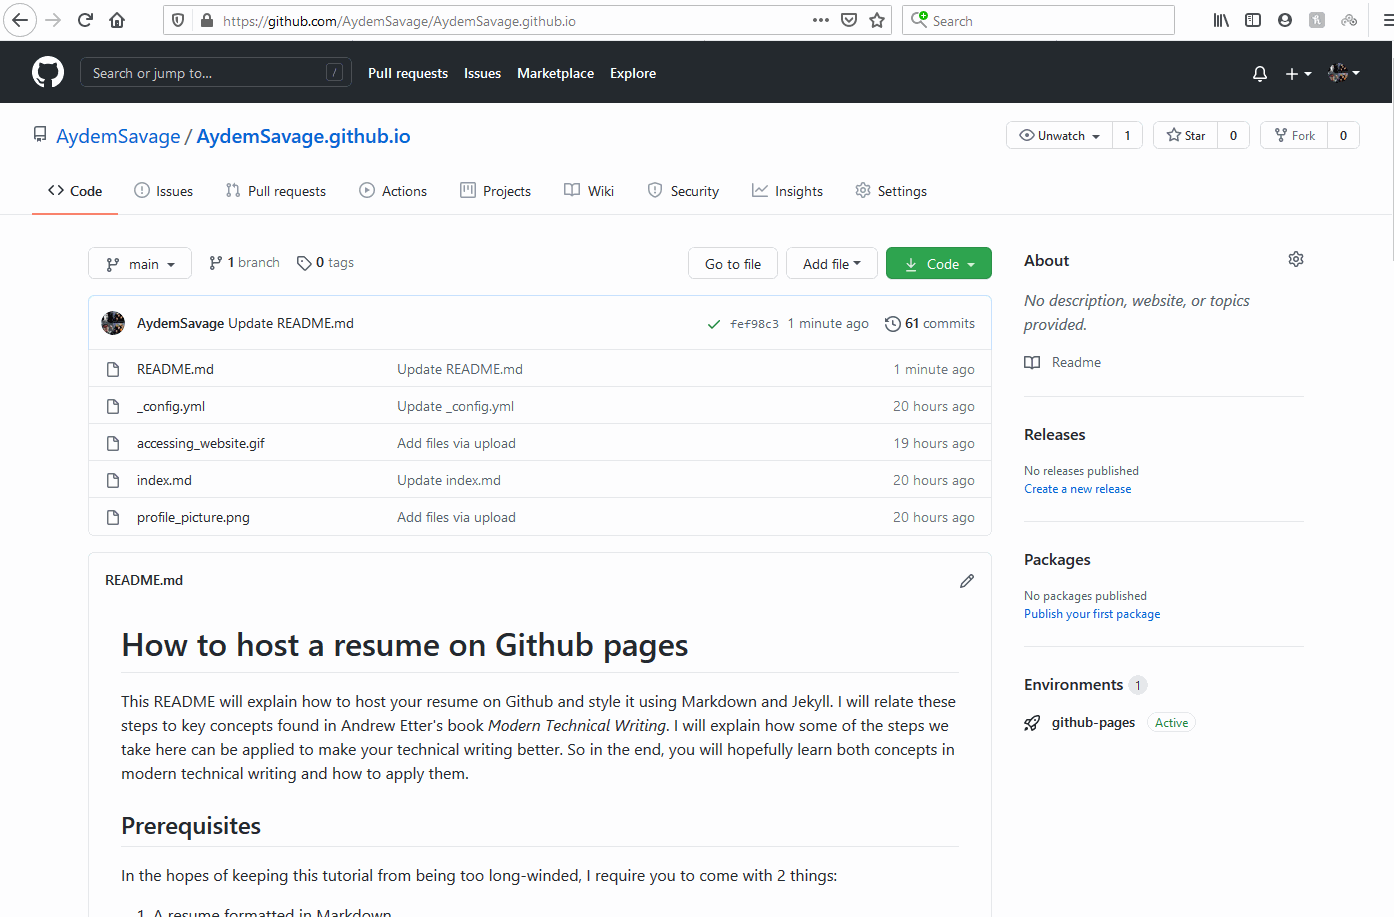 https://github.com/AydemSavage/AydemSavage.github.io
Search
Search or jump to... /
Pull requests Issues Marketplace Explore
AydemSavage / AydemSavage.github.io
Unwatch 1 Star 0 Fork 0
Code Issues Pull requests Actions Projects Wiki Security Insights Settings
main 1 branch 0 tags Go to file Add file Code
AydemSavage Update README.md fef98c3 1 minute ago 61 commits
README.md Update README.md 1 minute ago
_config.yml Update _config.yml 20 hours ago
accessing_website.gif Add files via upload 19 hours ago
index.md Update index.md 20 hours ago
profile_picture.png Add files via upload 20 hours ago
README.md
How to host a resume on Github pages
This README will explain how to host your resume on Github and style it using Markdown and Jekyll. I will relate these
steps to key concepts found in Andrew Etter's book Modern Technical Writing. I will explain how some of the steps we
take here can be applied to make your technical writing better. So in the end, you will hopefully learn both concepts in
modern technical writing and how to apply them.
Prerequisites
In the hopes of keeping this tutorial from being too long-winded, I require you to come with 2 things:
1. A resume formatted in Markdown
About
No description, website, or topics
provided.
Readme
Releases
No releases published
Create a new release
Packages
No packages published
Publish your first package
Environments 1
github-pages Active